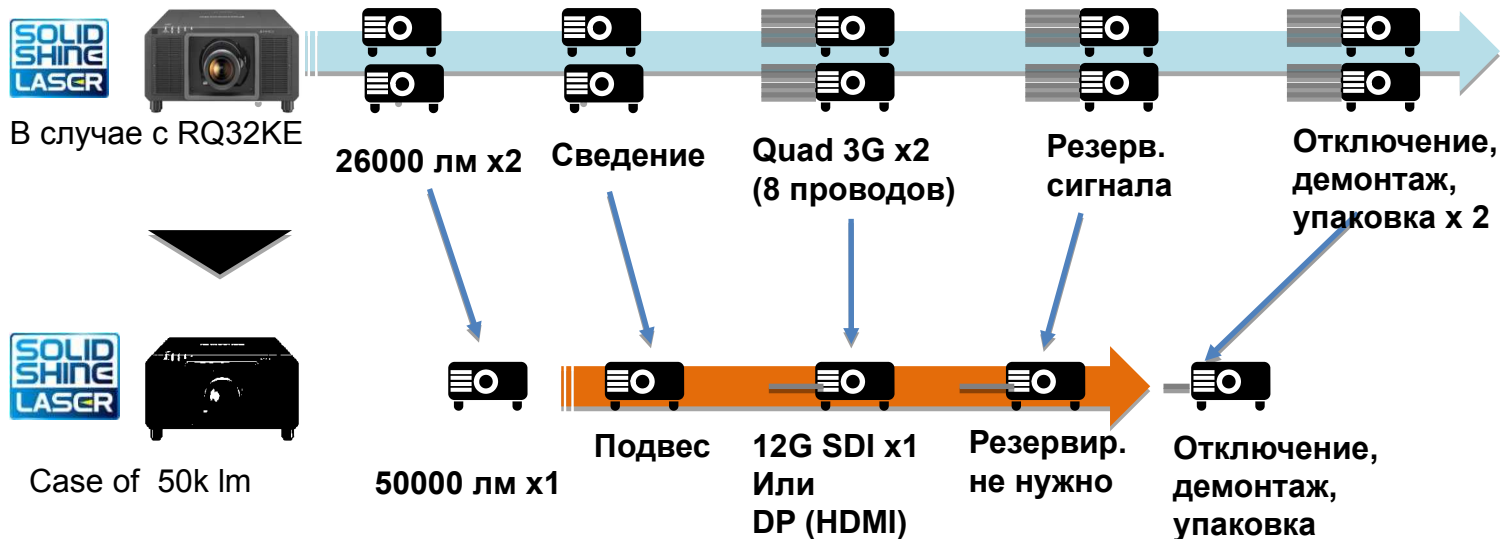 SOLID
SHINE
LASER
В случае с RQ32KE
26000 лм x2
Сведение
Quad 3G x2
(8 проводов)
Резерв.
сигнала
Отключение,
демонтаж,
упаковка x 2
SOLID
SHINE
LASER
Case of 50k lm
50000 лм x1
Подвес
12G SDI x1
Или
DP (HDMI)
Резервир.
не нужно
Отключение,
демонтаж,
упаковка